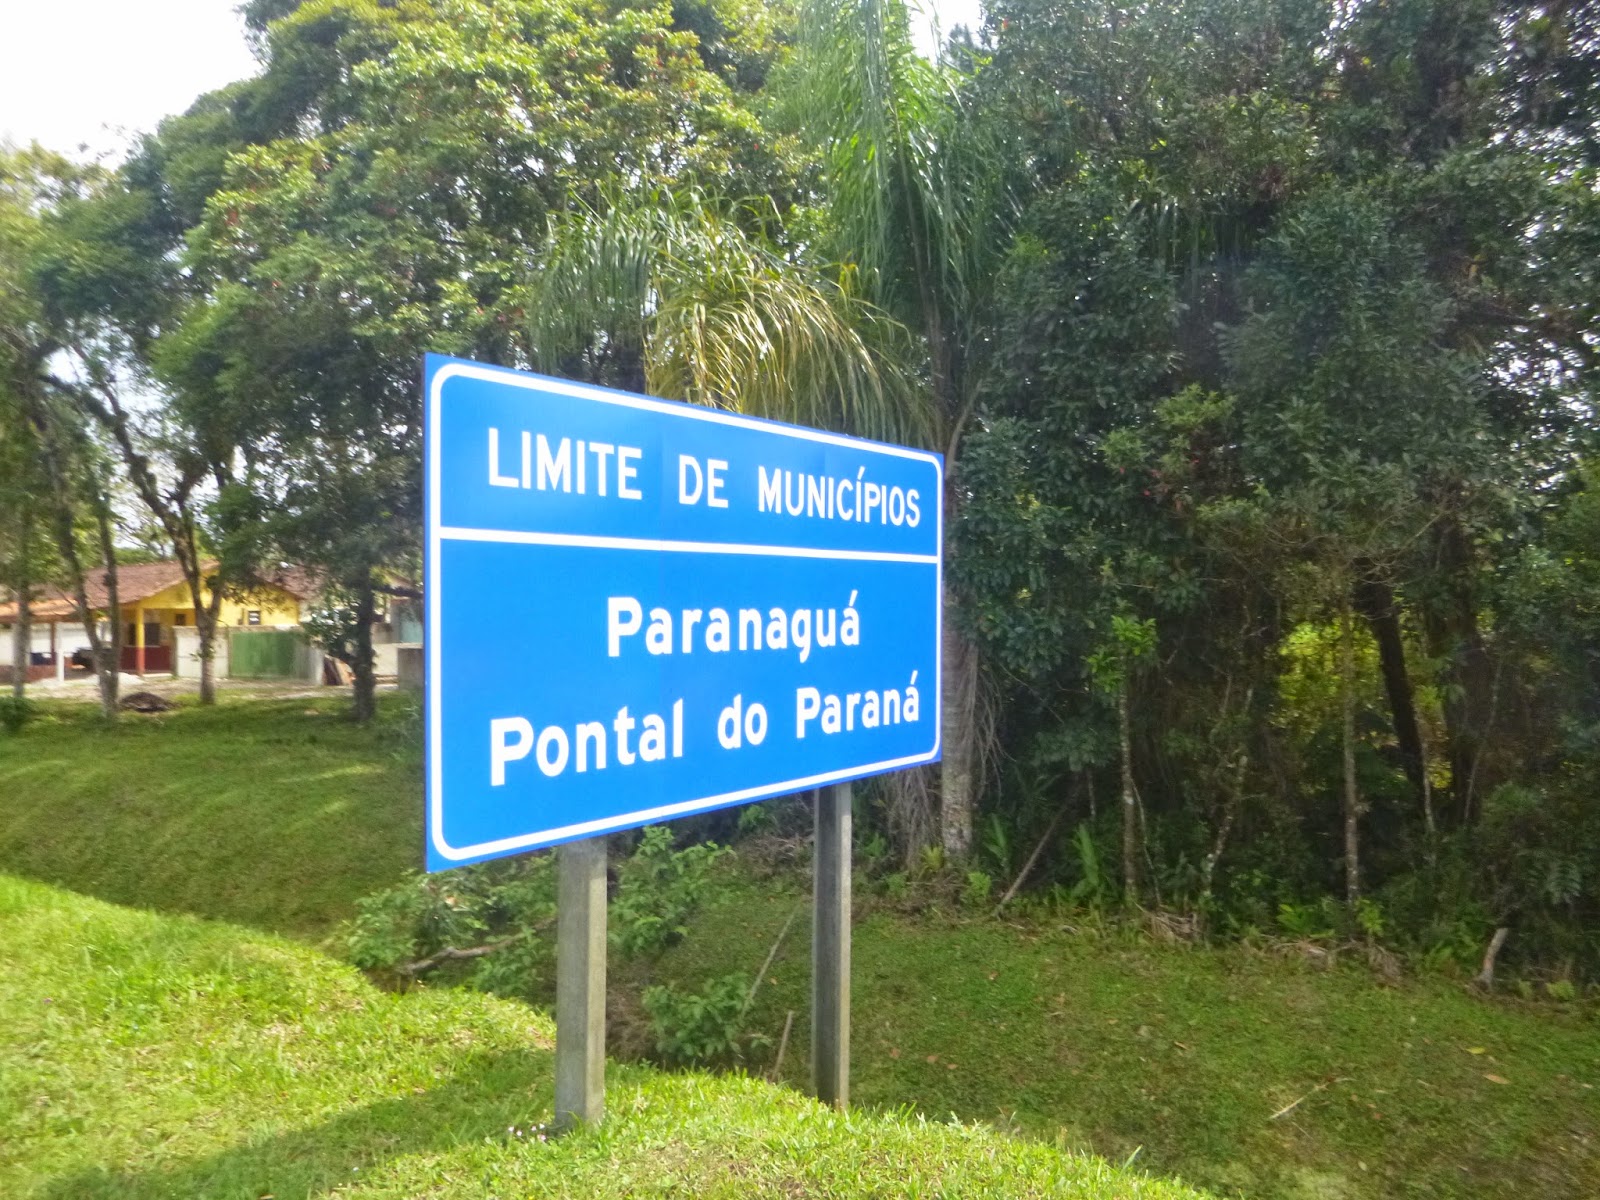 LIMITE DE MUNICÍPIOS
Paranaguá
Pontal do Paraná